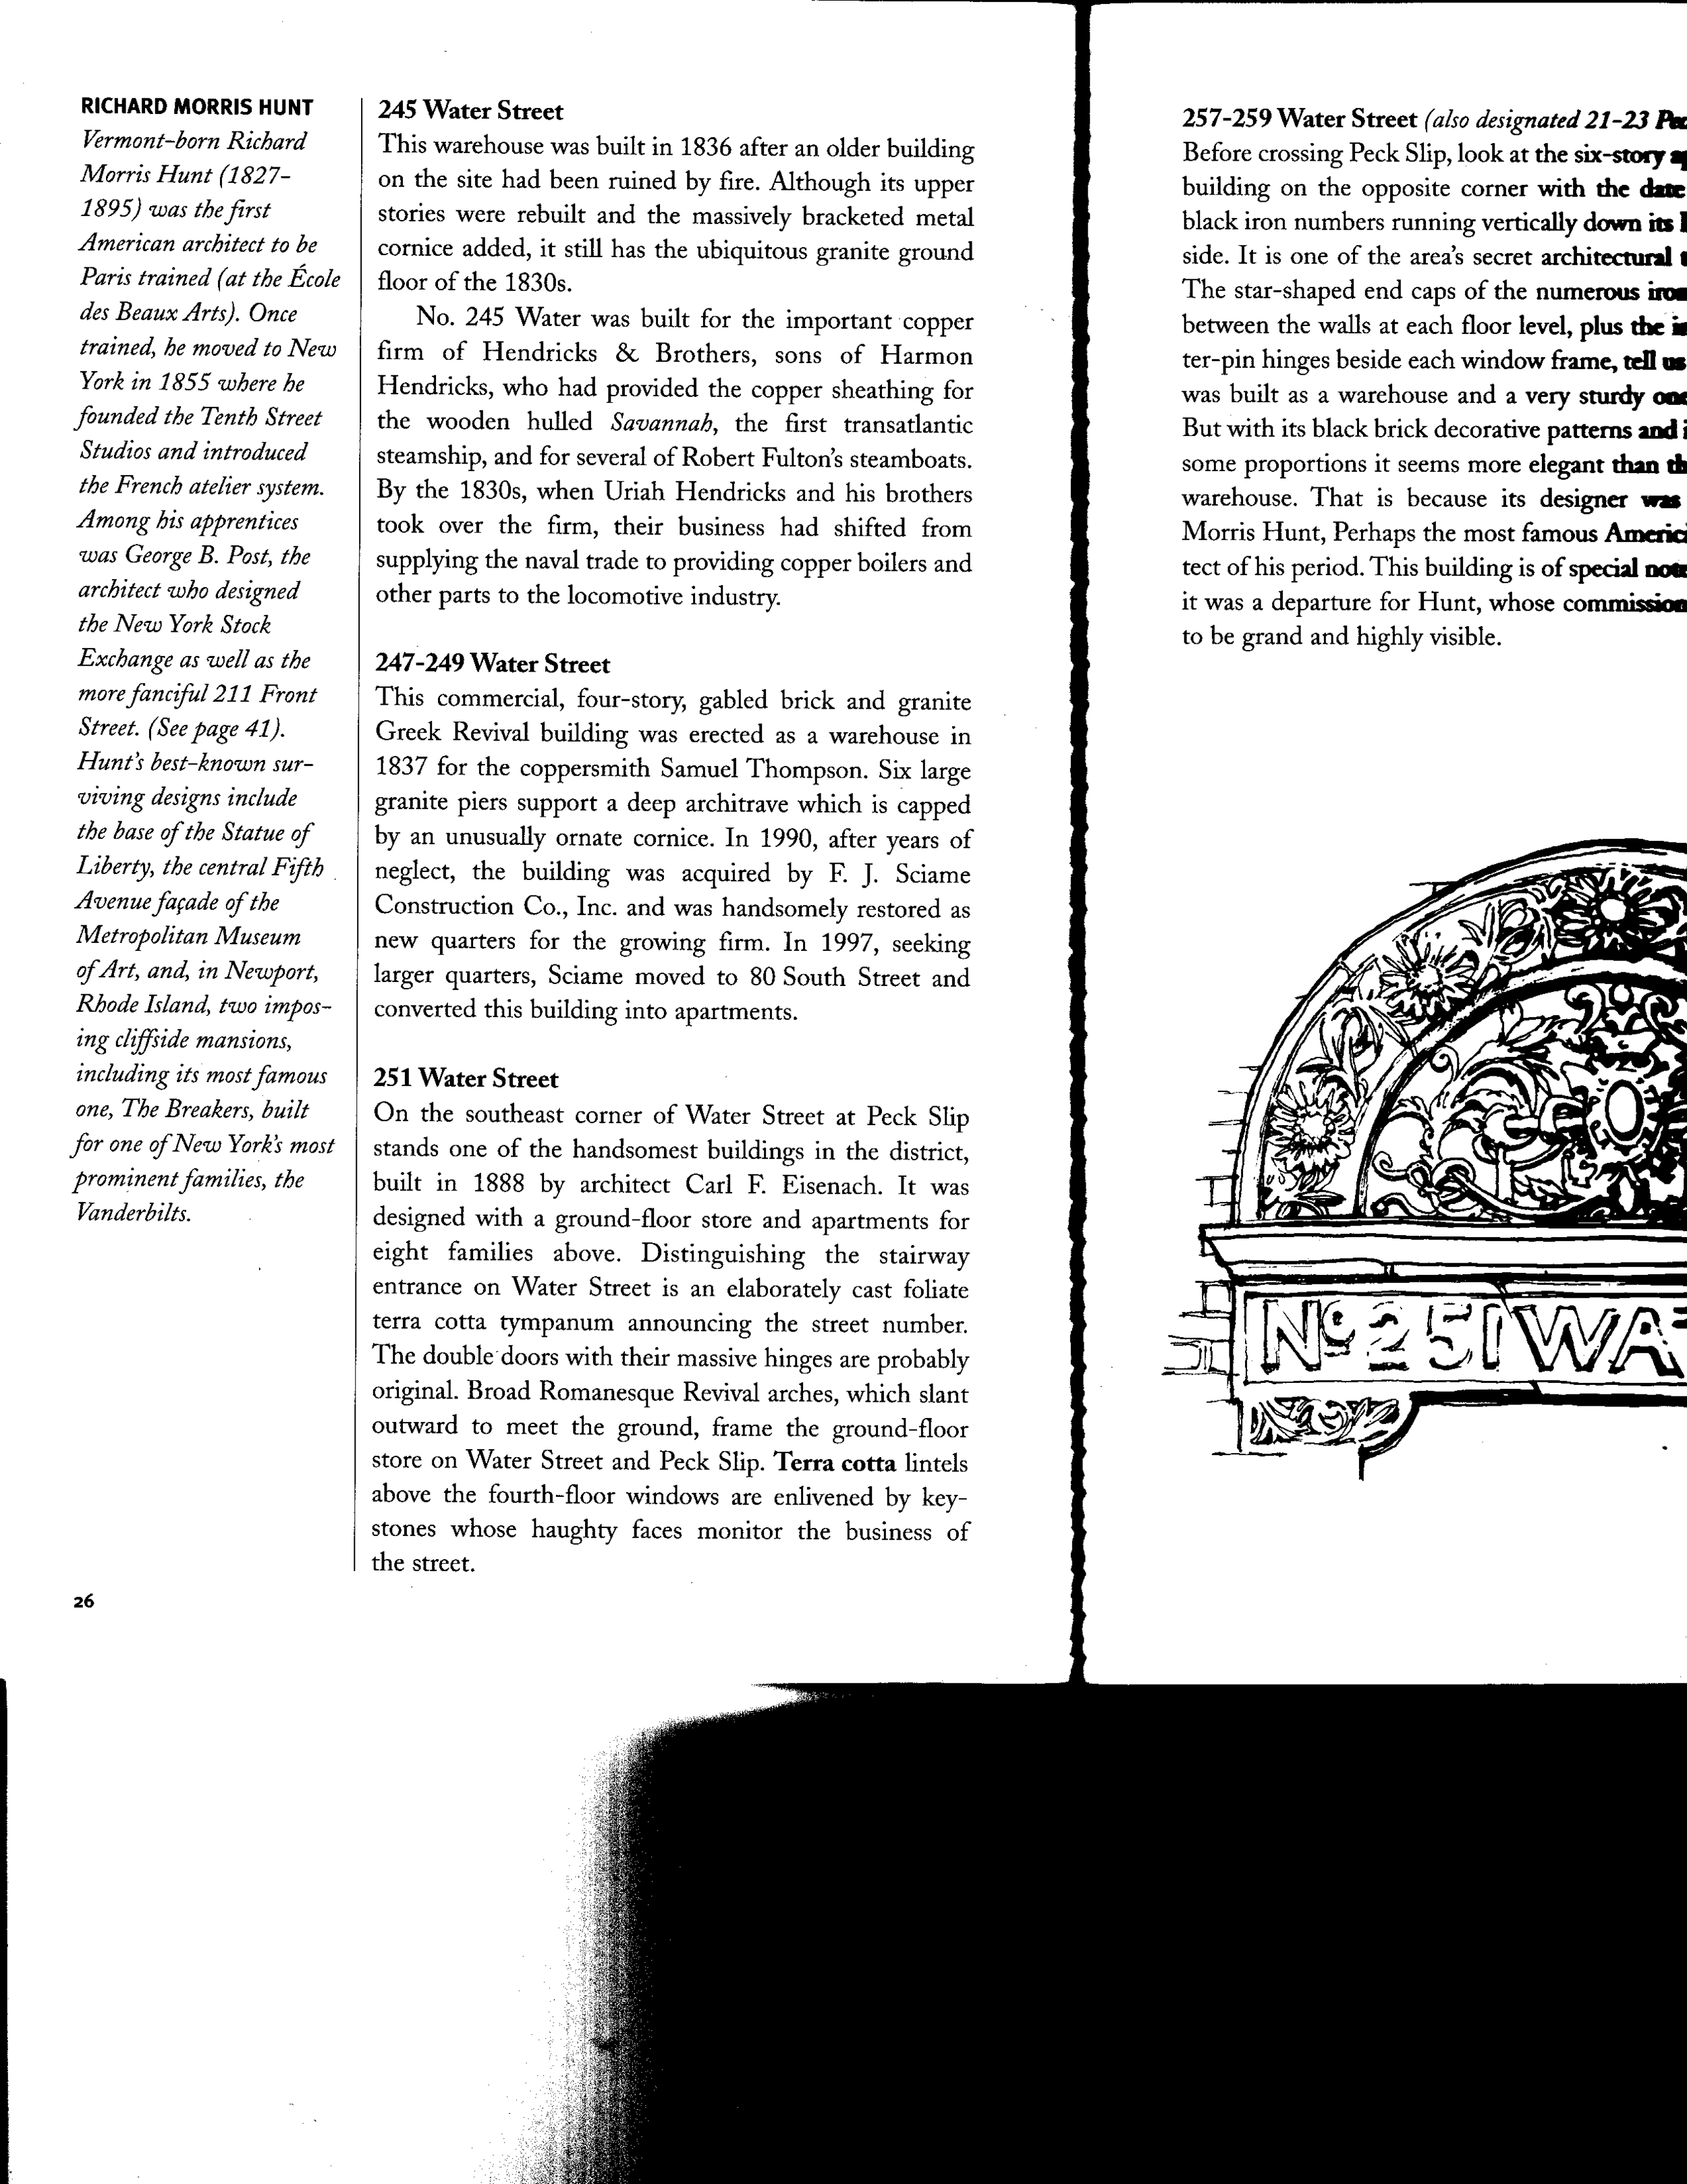 RICHARD MORRIS HUNT
Vermont-born Richard
Morris Hunt (1827-
1895) was the first
American architect to be
Paris trained (at the École
des Beaux Arts). Once
trained, he moved to New
York in 1855 where he
founded the Tenth Street
Studios and introduced
the French atelier system.
Among his apprentices
was George B. Post, the
architect who designed
the New York Stock
Exchange as well as the
more fanciful 211 Front
Street. (See page 41).
Hunt's best-known sur-
viving designs include
the base of the Statue of
Liberty, the central Fifth
Avenue façade of the
Metropolitan Museum
of Art, and, in Newport,
Rhode Island, two impos-
ing cliffside mansions,
including its most famous
one, The Breakers, built
for one of New York's most
prominent families, the
Vanderbilts.
245 Water Street
This warehouse was built in 1836 after an older building
on the site had been ruined by fire. Although its upper
stories were rebuilt and the massively bracketed metal
cornice added, it still has the ubiquitous granite ground
floor of the 1830s.
No. 245 Water was built for the important copper
firm of Hendricks & Brothers, sons of Harmon
Hendricks, who had provided the copper sheathing for
the wooden hulled Savannah, the first transatlantic
steamship, and for several of Robert Fulton's steamboats.
By the 1830s, when Uriah Hendricks and his brothers
took over the firm, their business had shifted from
supplying the naval trade to providing copper boilers and
other parts to the locomotive industry.
247-249 Water Street
This commercial, four-story, gabled brick and granite
Greek Revival building was erected as a warehouse in
1837 for the coppersmith Samuel Thompson. Six large
granite piers support a deep architrave which is capped
by an unusually ornate cornice. In 1990, after years of
neglect, the building was acquired by F. J. Sciame
Construction Co., Inc. and was handsomely restored as
new quarters for the growing firm. In 1997, seeking
larger quarters, Sciame moved to 80 South Street and
converted this building into apartments.
251 Water Street
On the southeast corner of Water Street at Peck Slip
stands one of the handsomest buildings in the district,
built in 1888 by architect Carl F. Eisenach. It was
designed with a ground-floor store and apartments for
eight families above. Distinguishing the stairway
entrance on Water Street is an elaborately cast foliate
terra cotta tympanum announcing the street number.
The double doors with their massive hinges are probably
original. Broad Romanesque Revival arches, which slant
outward to meet the ground, frame the ground-floor
store on Water Street and Peck Slip. Terra cotta lintels
above the fourth-floor windows are enlivened by key-
stones whose haughty faces monitor the business of
the street.
26
257-259 Water Street (also designated 21-23
Before crossing Peck Slip, look at the six-story
building on the opposite corner with the date
black iron numbers running vertically down its
side. It is one of the area's secret architectural
The star-shaped end caps of the numerous
between the walls at each floor level, plus the
ter-pin hinges beside each window frame, tell us
was built as a warehouse and a very sturdy
But with its black brick decorative patterns and
some proportions it seems more elegant than
warehouse. That is because its designer was
Morris Hunt, Perhaps the most famous
tect of his period. This building is of special
it was a departure for Hunt, whose
to be grand and highly visible.
No 251 WA